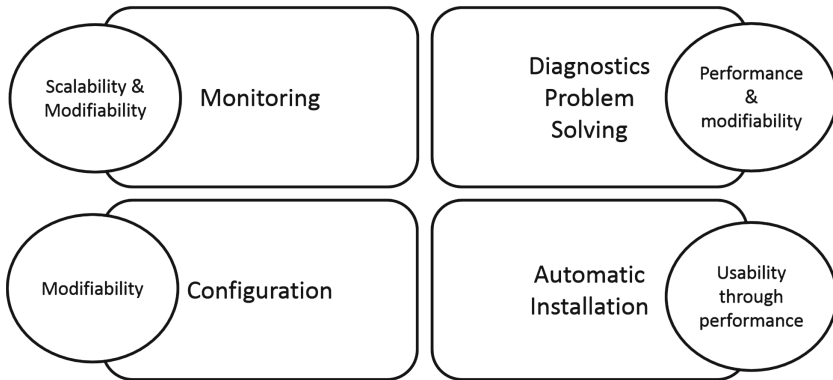 Scalability &
Modifiability
Monitoring
Diagnostics
Problem
Solving
Performance
&
modifiability
Modifiability
Configuration
Automatic
Installation
Usability
through
performance